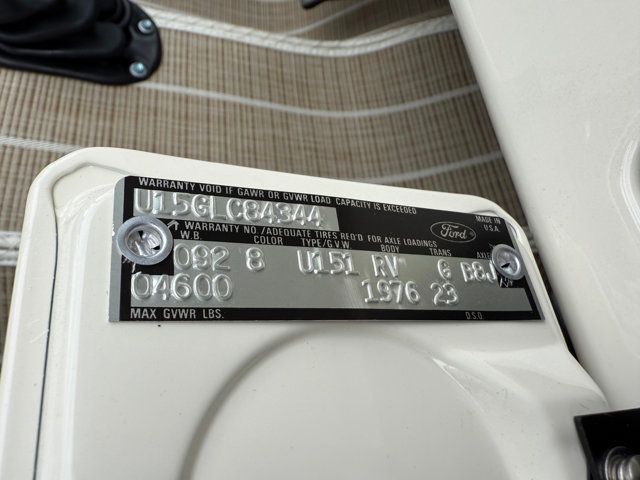 WARRANTY VOID IF GAWR OR GVWR LOAD CAPACITY IS EXCEEDED
U15GLC84344
MADE IN
U.S.A.
Ford
WARRANTY NO./ADEQUATE TIRES REQ'D FOR AXLE LOADINGS
W.B. COLOR TYPE/GVW BODY TRANS AXLE
092 8 U151 RV G B8J
04600 1976 23
MAX GVWR LBS. D.S.O.